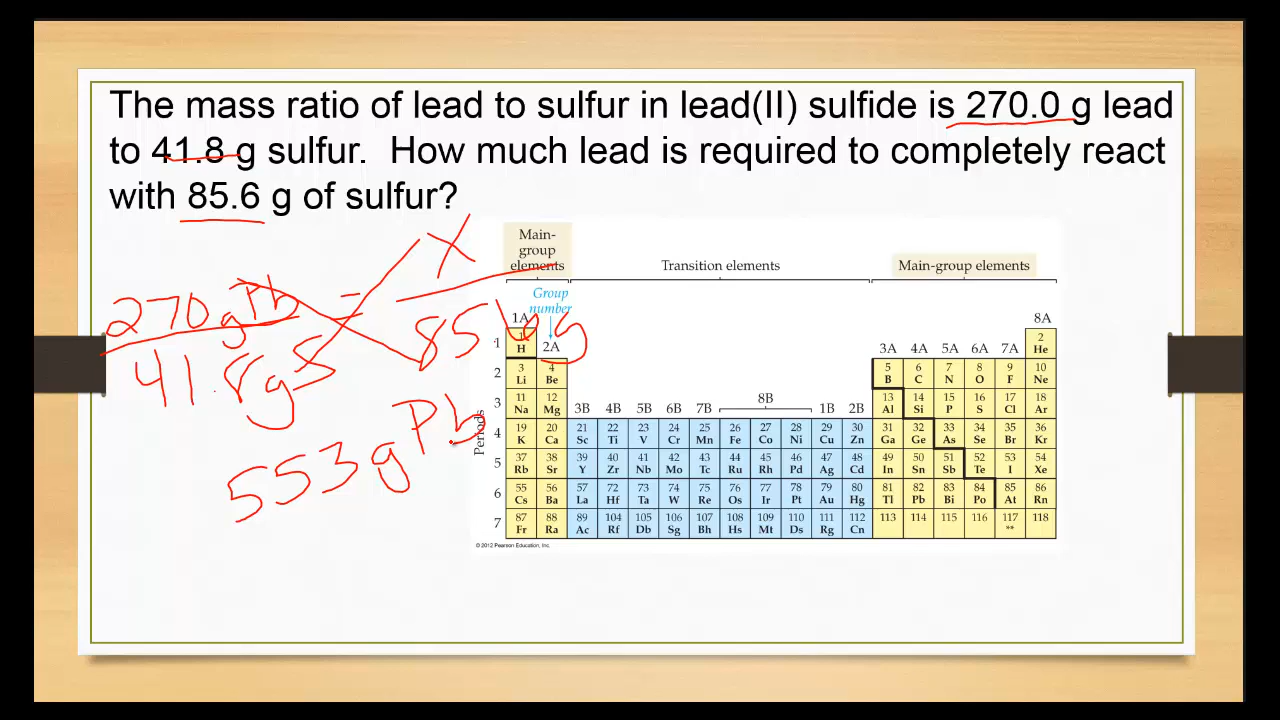 The mass ratio of lead to sulfur in lead(II) sulfide is 270.0 g lead
to 41.8 g sulfur. How much lead is required to completely react
with 85.6 g of sulfur?
270 g Pb = X
41.8 g S 85 S
553 g Pb
Main-
group
elements
Transition elements
Main-group elements
Group
number
1A 8A
1 2A 3A 4A 5A 6A 7A 2
H He
2 3 4 5 6 7 8 9 10
Li Be B C N O F Ne
11 12 13 14 15 16 17 18
3 Na Mg 3B 4B 5B 6B 7B 8B 1B 2B Al Si P S Cl Ar
Periods
4 19 20 21 22 23 24 25 26 27 28 29 30 31 32 33 34 35 36
K Ca Sc Ti V Cr Mn Fe Co Ni Cu Zn Ga Ge As Se Br Kr
5 37 38 39 40 41 42 43 44 45 46 47 48 49 50 51 52 53 54
Rb Sr Y Zr Nb Mo Tc Ru Rh Pd Ag Cd In Sn Sb Te I Xe
6 55 56 57 72 73 74 75 76 77 78 79 80 81 82 83 84 85 86
Cs Ba La Hf Ta W Re Os Ir Pt Au Hg Tl Pb Bi Po At Rn
7 87 88 89 104 105 106 107 108 109 110 111 112 113 114 115 116 117 118
Fr Ra Ac Rf Db Sg Bh Hs Mt Ds Rg Cn **
© 2012 Pearson Education, Inc.